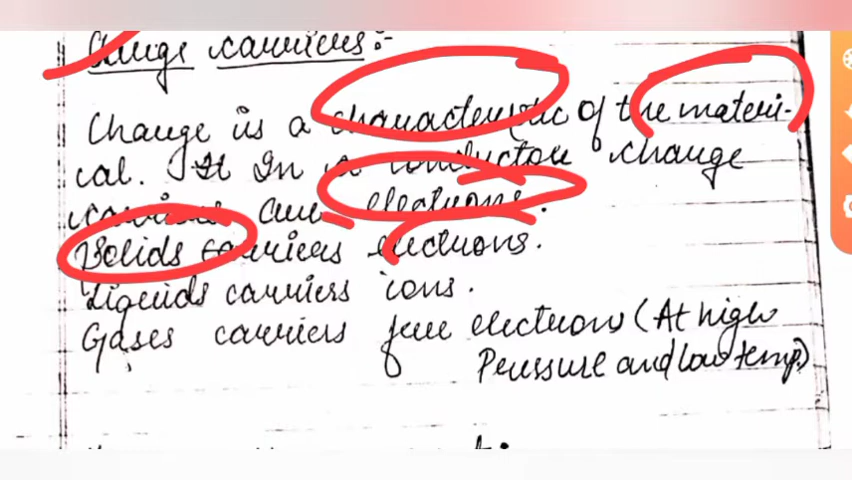 Charge carriers:-
Charge is a characteristic of the materi-
cal. It In a conductor charge
carriers are electrons.
Solids carriers electrons.
Liquids carriers ions.
Gases carriers free electrons (At high
Perssure and low temp.)